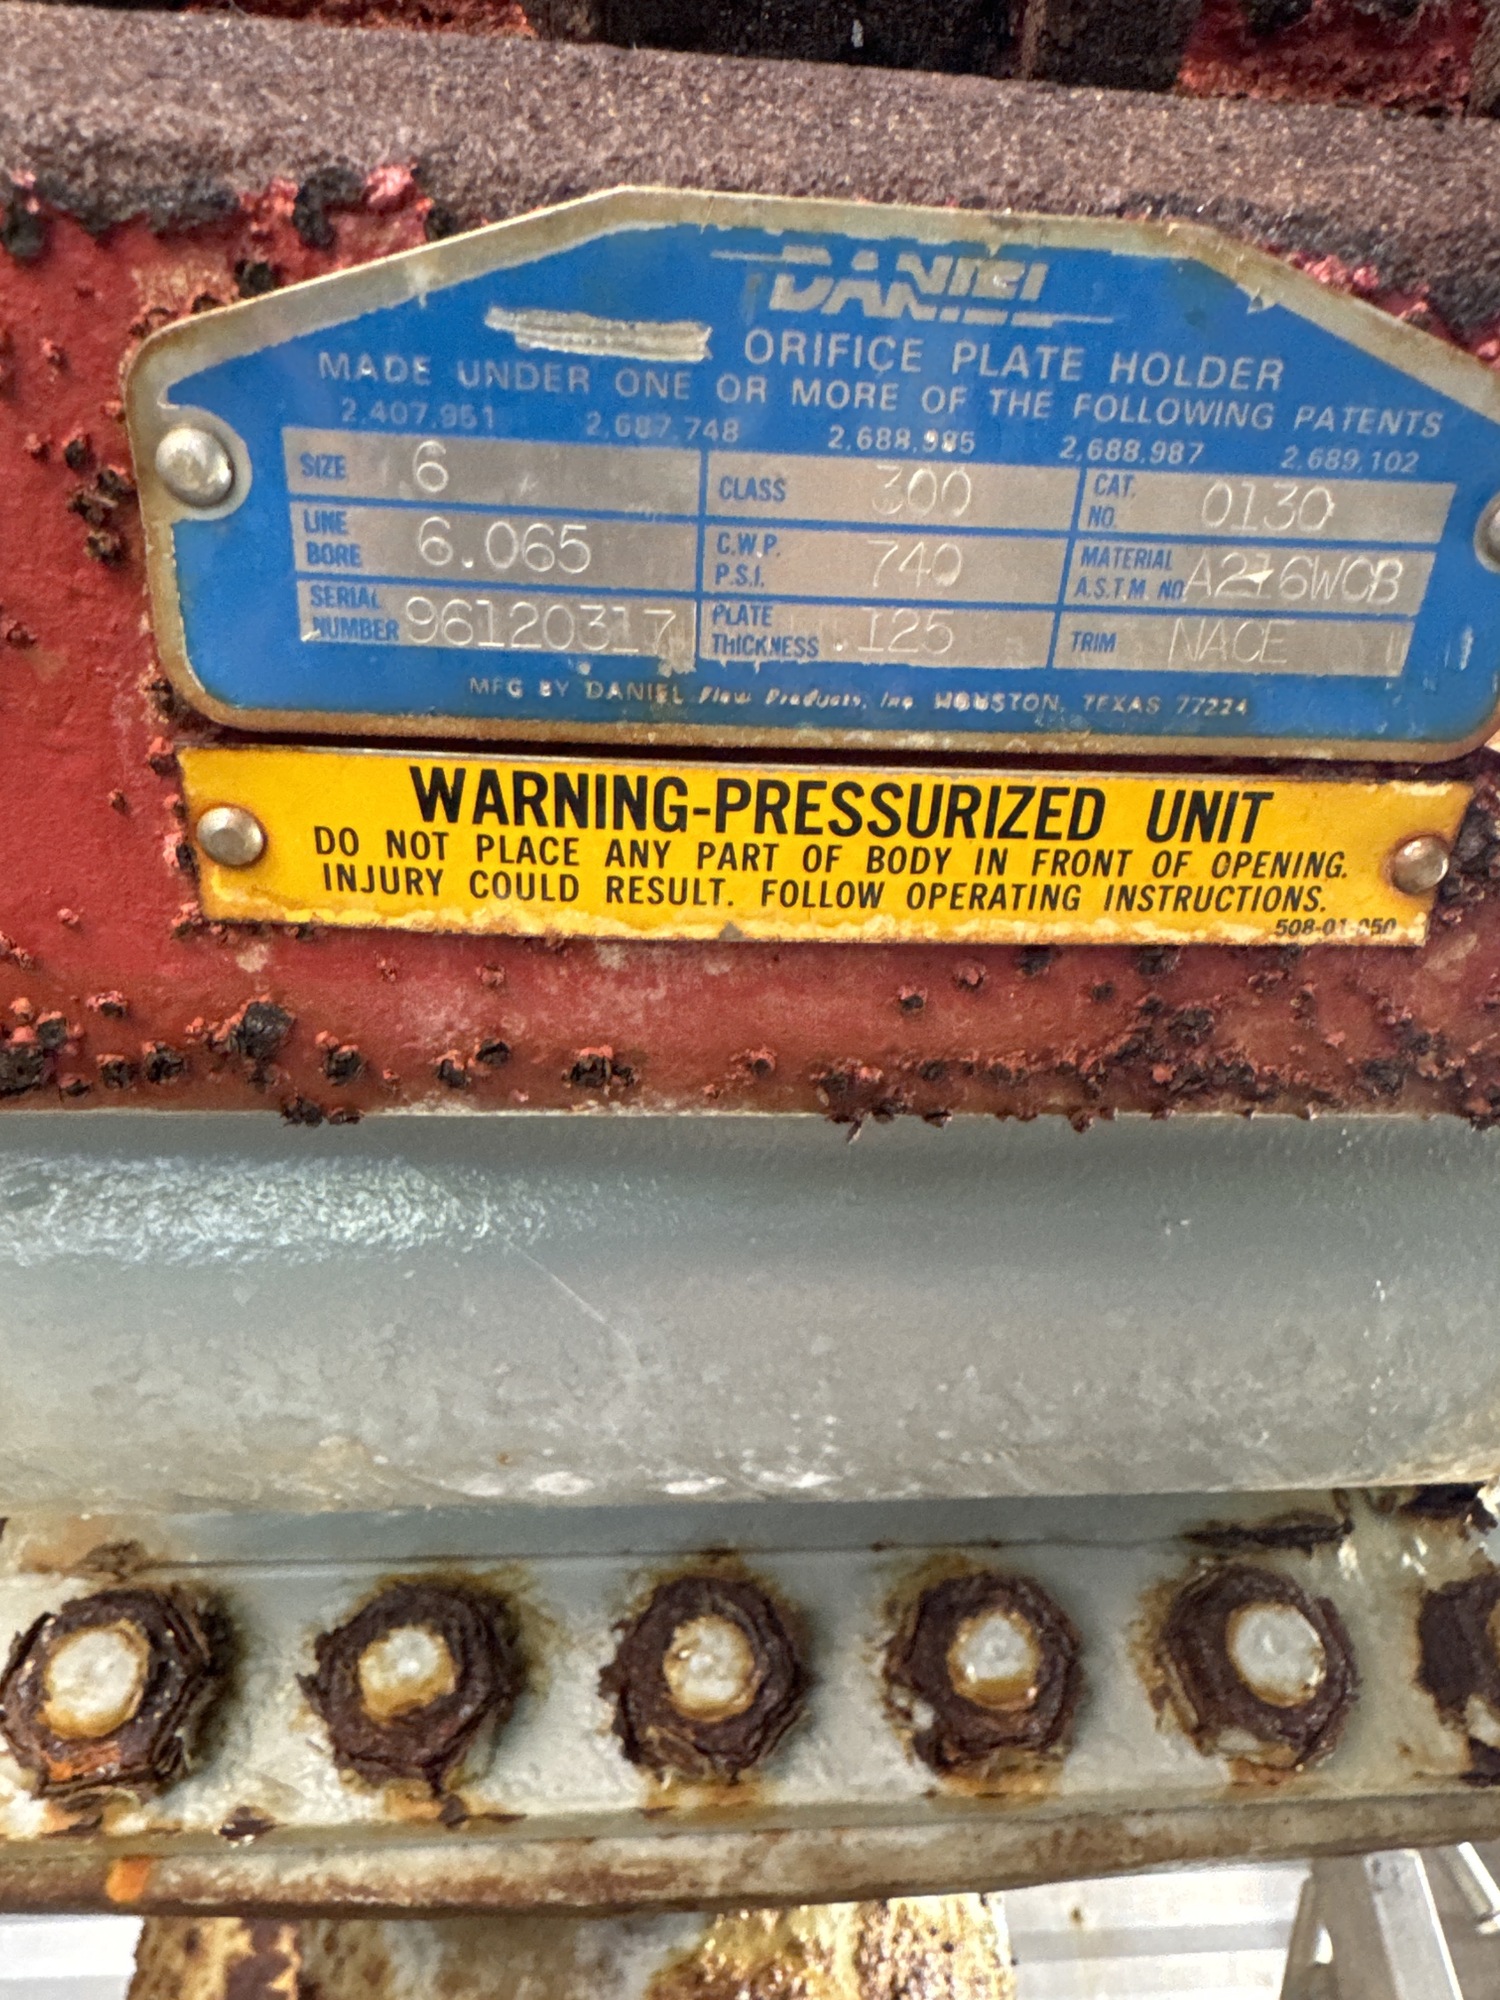 DANIEL
ORIFICE PLATE HOLDER
MADE UNDER ONE OR MORE OF THE FOLLOWING PATENTS
2,407,951 2,687,748 2,688,985 2,688,987 2,689,102
SIZE 6 CLASS 300 CAT. NO. 0130
LINE BORE 6.065 C.W.P. P.S.I. 740 MATERIAL A.S.T.M. NO. A216WCB
SERIAL NUMBER 96120317 PLATE THICKNESS .125 TRIM NACE
MFG BY DANIEL Flow Products, Inc HOUSTON, TEXAS 77224
WARNING-PRESSURIZED UNIT
DO NOT PLACE ANY PART OF BODY IN FRONT OF OPENING.
INJURY COULD RESULT. FOLLOW OPERATING INSTRUCTIONS.
508-01-050